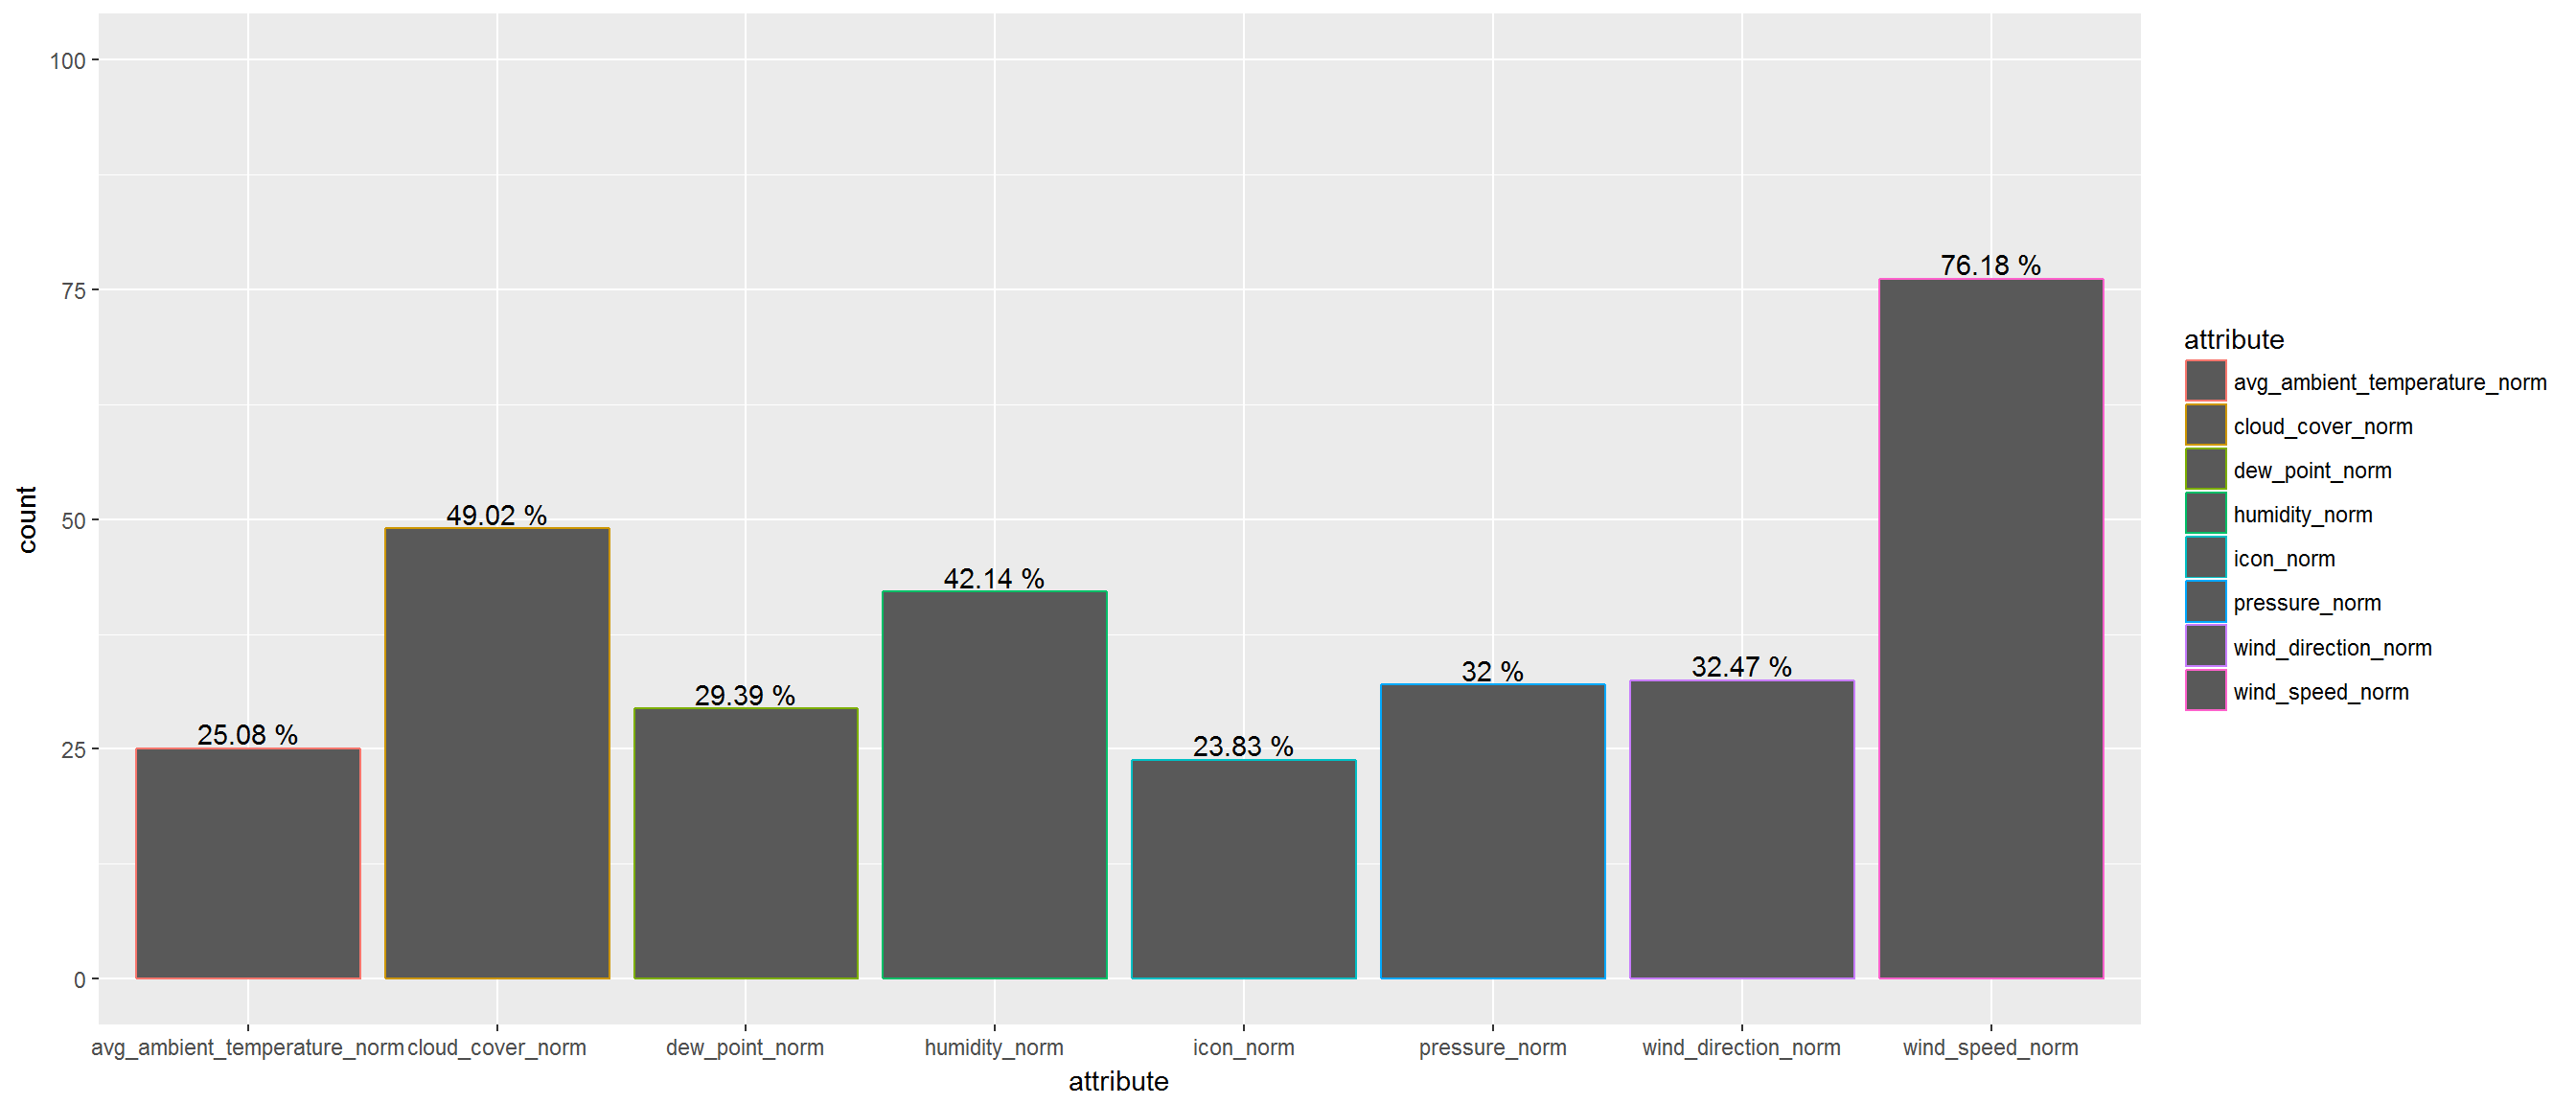 100
75
50
25
0
count
25.08 %
49.02 %
29.39 %
42.14 %
23.83 %
32 %
32.47 %
76.18 %
avg_ambient_temperature_norm
cloud_cover_norm
dew_point_norm
humidity_norm
icon_norm
pressure_norm
wind_direction_norm
wind_speed_norm
attribute
attribute
avg_ambient_temperature_norm
cloud_cover_norm
dew_point_norm
humidity_norm
icon_norm
pressure_norm
wind_direction_norm
wind_speed_norm